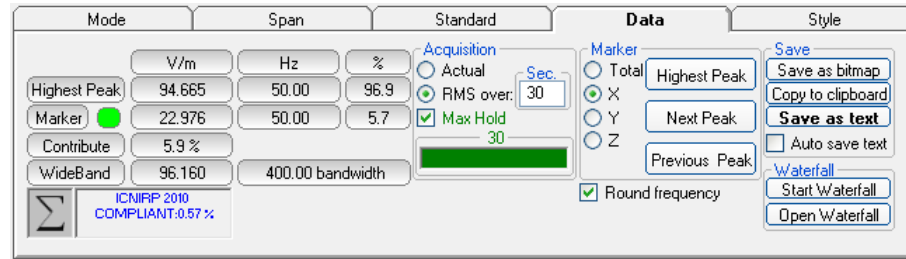 Mode Span Standard Data Style
V/m Hz %
Highest Peak 94.665 50.00 96.9
Marker 22.976 50.00 5.7
Contribute 5.9 %
WideBand 96.160 400.00 bandwidth
Σ
ICNIRP 2010
COMPLIANT:0.57 %
Acquisition
Actual
RMS over:
Sec.
30
Max Hold
30
Marker
Total
X
Y
Z
Highest Peak
Next Peak
Previous Peak
Round frequency
Save
Save as bitmap
Copy to clipboard
Save as text
Auto save text
Waterfall
Start Waterfall
Open Waterfall